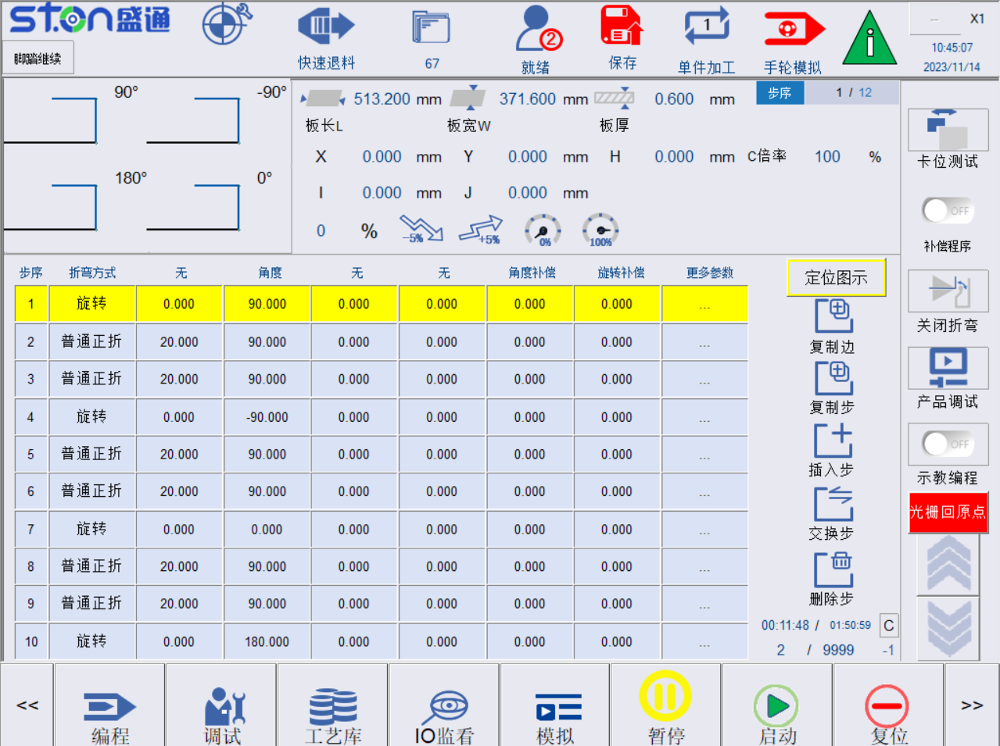 STON盛通
脚踏继续
快速退料
67
2
就绪
保存
1
单件加工
手轮模拟
i
--
X1
10:45:07
2023/11/14
90°
-90°
180°
0°
513.200 mm
371.600 mm
0.600 mm
步序
1 / 12
板长L
板宽W
板厚
X 0.000 mm Y 0.000 mm H 0.000 mm C倍率 100 %
I 0.000 mm J 0.000 mm
0 % -5% +5% 0% 100%
步序 折弯方式 无 角度 无 无 角度补偿 旋转补偿 更多参数
1 旋转 0.000 90.000 0.000 0.000 0.000 0.000 ...
2 普通正折 20.000 90.000 0.000 0.000 0.000 0.000 ...
3 普通正折 20.000 90.000 0.000 0.000 0.000 0.000 ...
4 旋转 0.000 -90.000 0.000 0.000 0.000 0.000 ...
5 普通正折 20.000 90.000 0.000 0.000 0.000 0.000 ...
6 普通正折 20.000 90.000 0.000 0.000 0.000 0.000 ...
7 旋转 0.000 0.000 0.000 0.000 0.000 0.000 ...
8 普通正折 20.000 90.000 0.000 0.000 0.000 0.000 ...
9 普通正折 20.000 90.000 0.000 0.000 0.000 0.000 ...
10 旋转 0.000 180.000 0.000 0.000 0.000 0.000 ...
定位图示
复制边
复制步
插入步
交换步
删除步
00:11:48 / 01:50:59 C
2 / 9999 -1
卡位测试
OFF
补偿程序
关闭折弯
产品调试
OFF
示教编程
光栅回原点
<<
编程
调试
工艺库
IO监看
模拟
暂停
启动
复位
>>